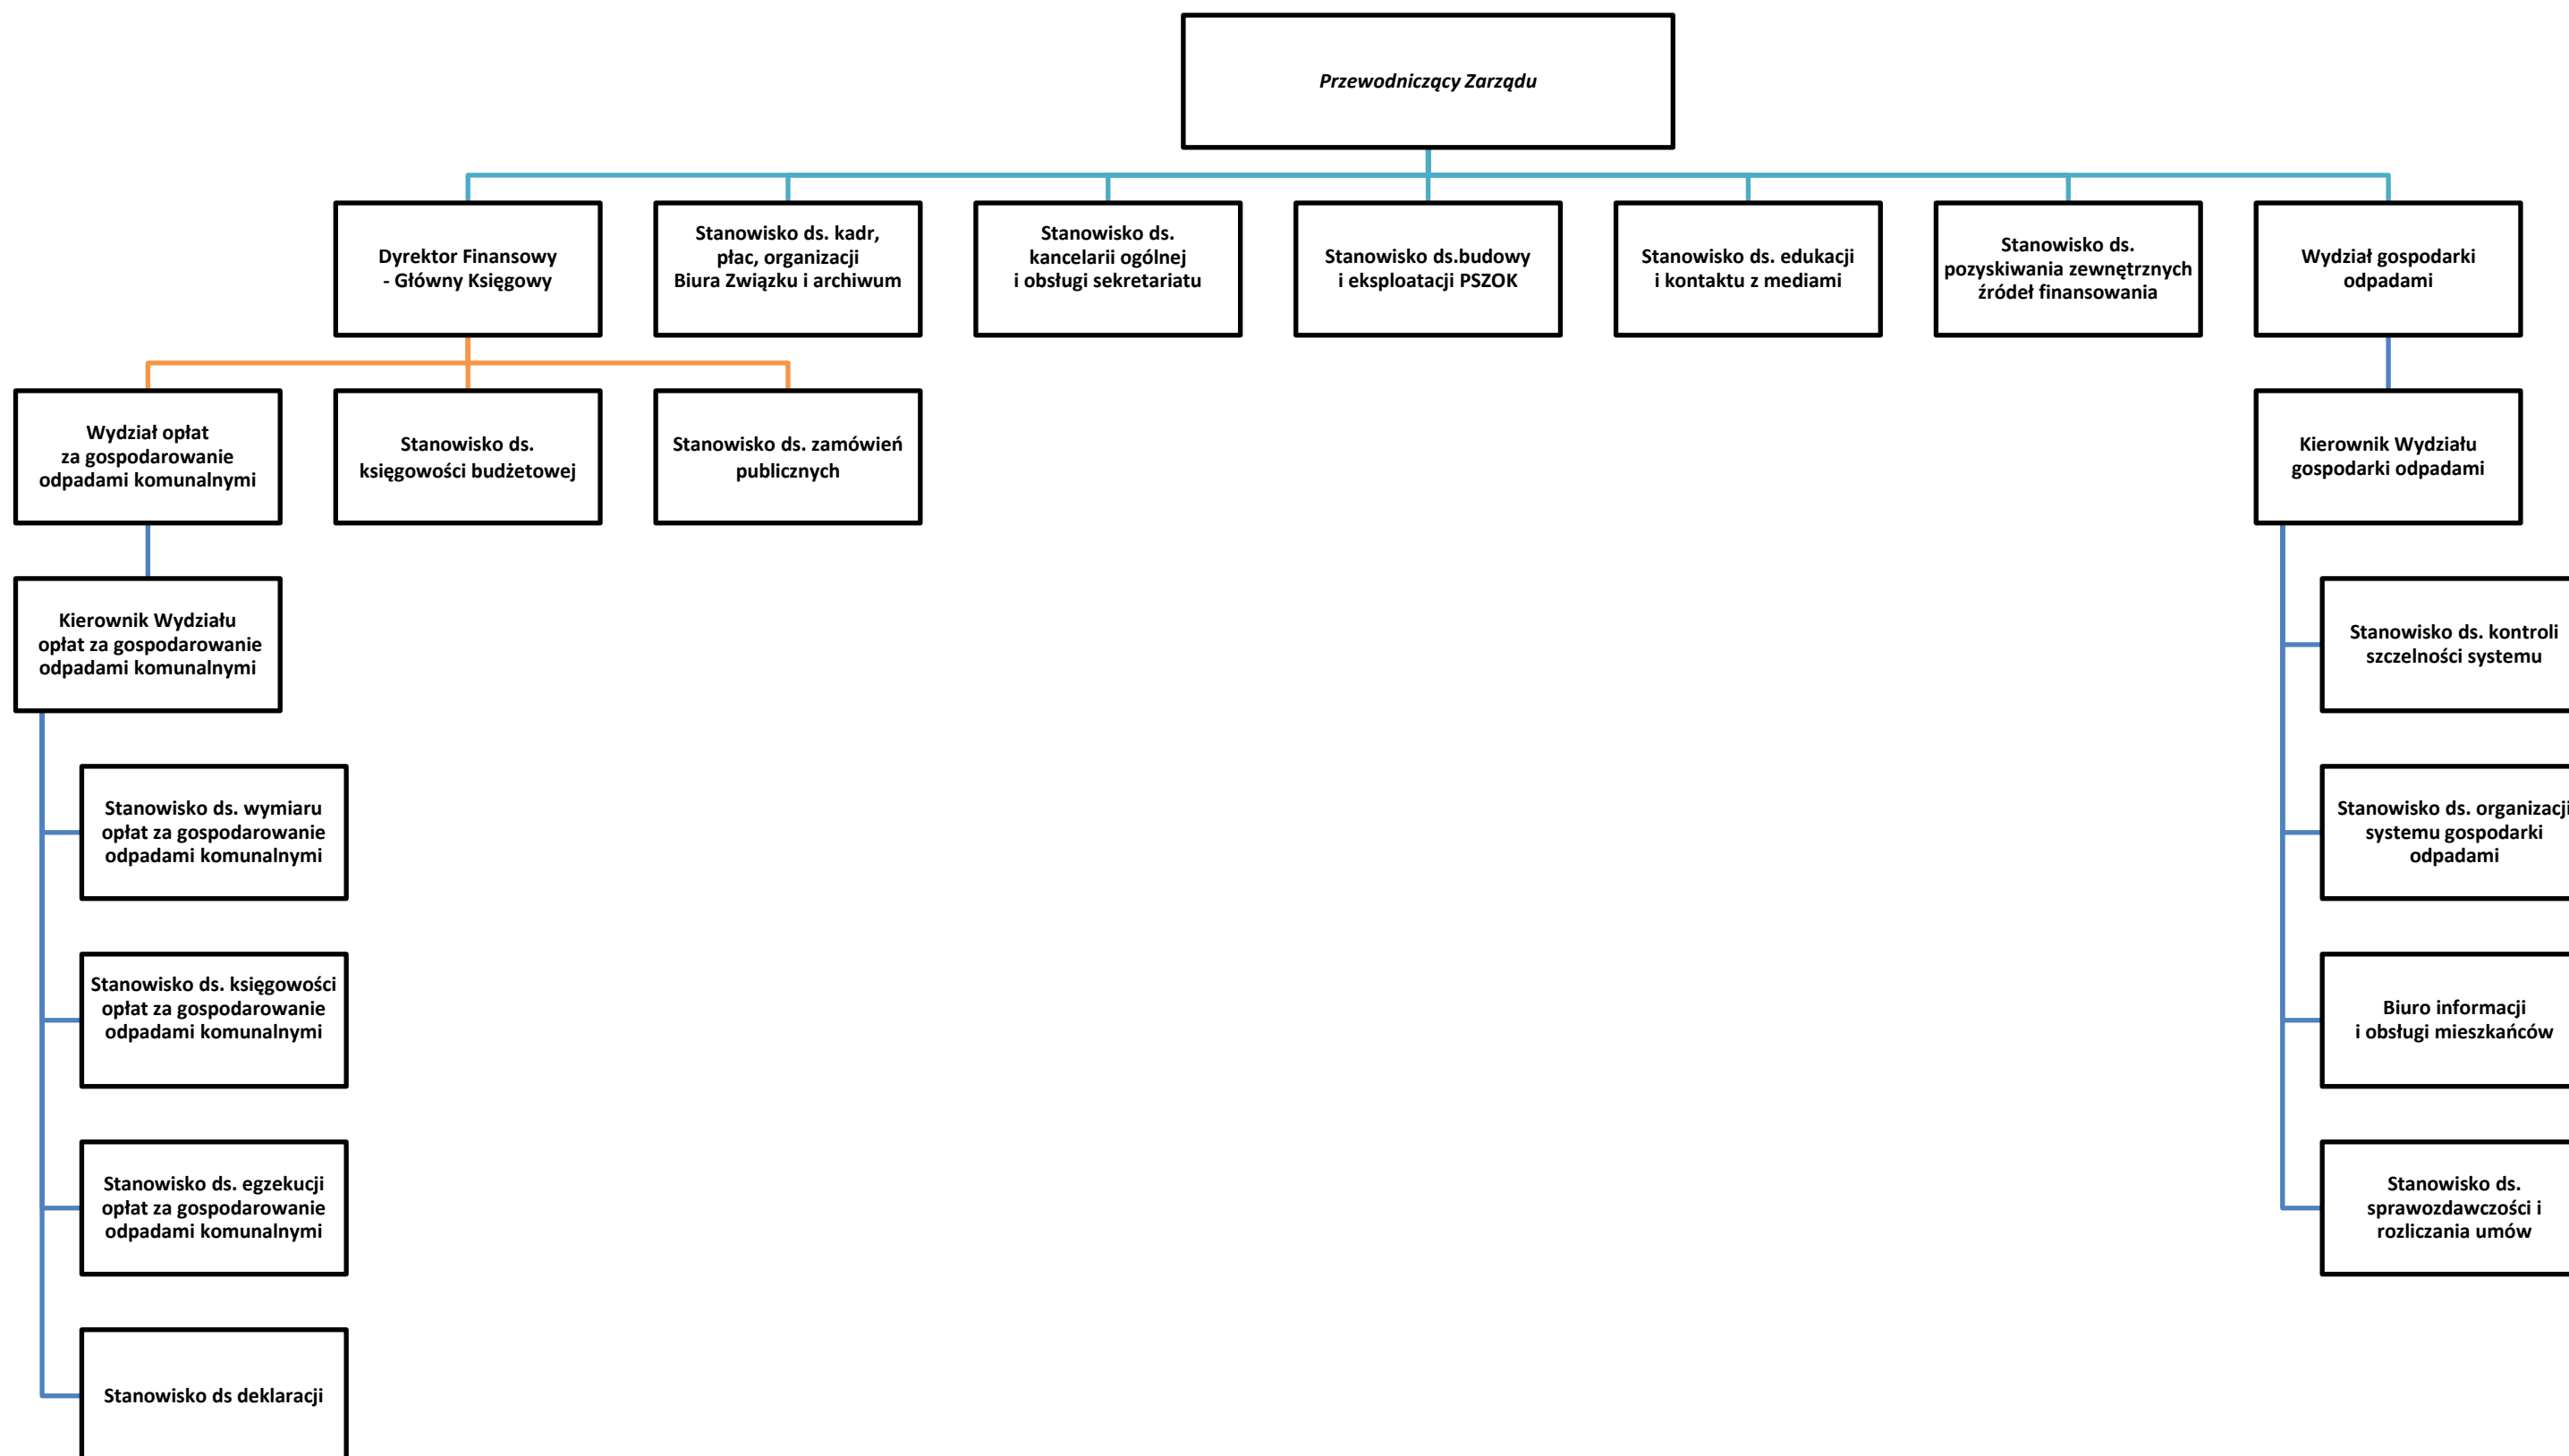 Przewodniczący Zarządu
Dyrektor Finansowy
- Główny Księgowy
Stanowisko ds. kadr,
płac, organizacji
Biura Związku i archiwum
Stanowisko ds.
kancelarii ogólnej
i obsługi sekretariatu
Stanowisko ds.budowy
i eksploatacji PSZOK
Stanowisko ds. edukacji
i kontaktu z mediami
Stanowisko ds.
pozyskiwania zewnętrznych
źródeł finansowania
Wydział gospodarki
odpadami
Wydział opłat
za gospodarowanie
odpadami komunalnymi
Stanowisko ds.
księgowości budżetowej
Stanowisko ds. zamówień
publicznych
Kierownik Wydziału
gospodarki odpadami
Kierownik Wydziału
opłat za gospodarowanie
odpadami komunalnymi
Stanowisko ds. kontroli
szczelności systemu
Stanowisko ds. wymiaru
opłat za gospodarowanie
odpadami komunalnymi
Stanowisko ds. organizacji
systemu gospodarki
odpadami
Stanowisko ds. księgowości
opłat za gospodarowanie
odpadami komunalnymi
Biuro informacji
i obsługi mieszkańców
Stanowisko ds. egzekucji
opłat za gospodarowanie
odpadami komunalnymi
Stanowisko ds.
sprawozdawczości i
rozliczania umów
Stanowisko ds deklaracji